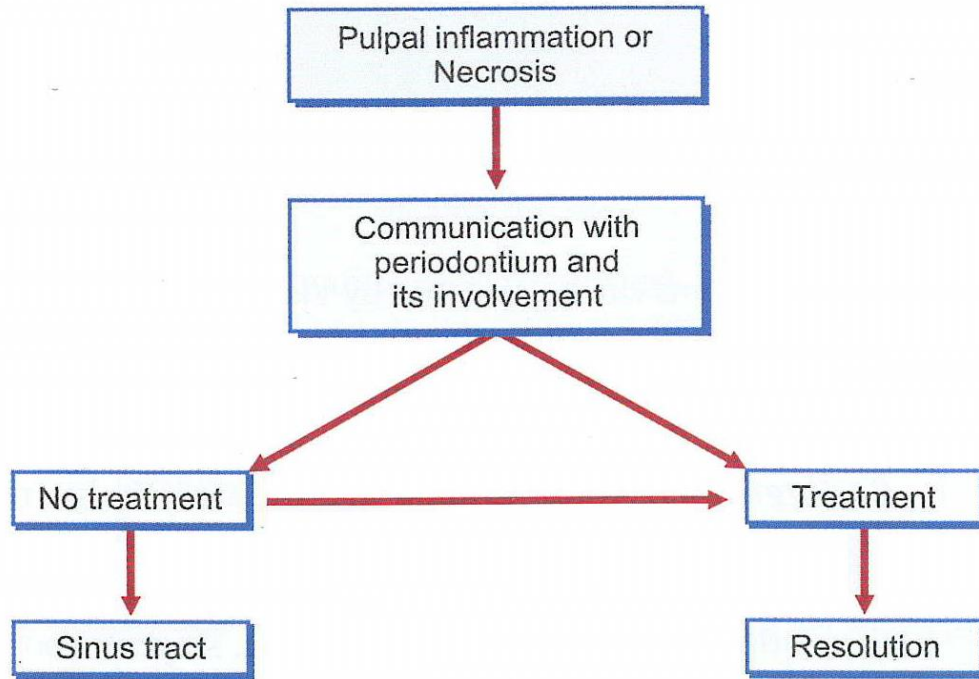 Pulpal inflammation or
Necrosis
Communication with
periodontium and
its involvement
No treatment
Treatment
Sinus tract
Resolution